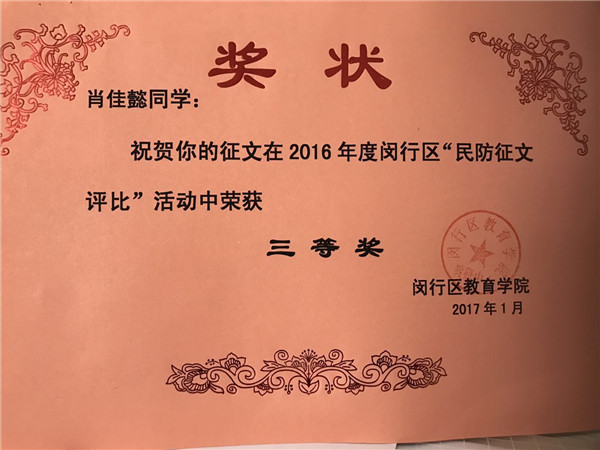 奖状
肖佳懿同学：
祝贺你的征文在 2016 年度闵行区“民防征文
评比”活动中荣获
三等奖
闵行区教育学院
闵行区教育学院
2017 年 1 月